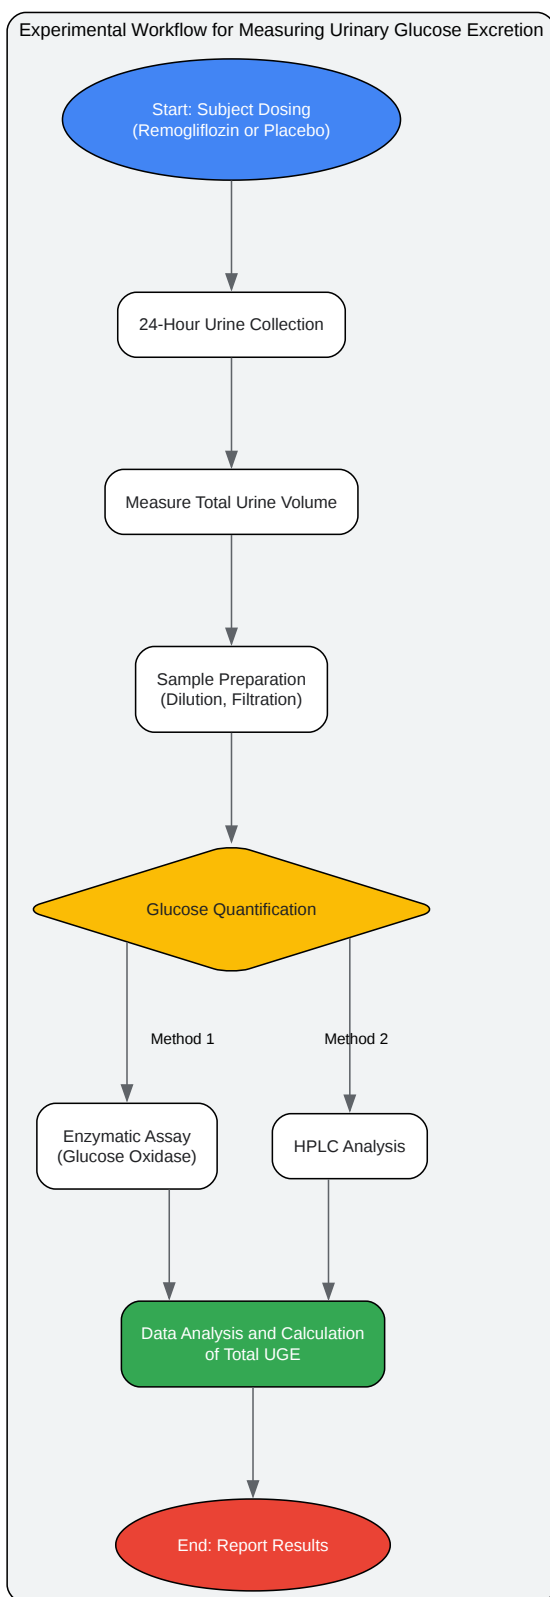 Experimental Workflow for Measuring Urinary Glucose Excretion
Start: Subject Dosing
(Remogliflozin or Placebo)
24-Hour Urine Collection
Measure Total Urine Volume
Sample Preparation
(Dilution, Filtration)
Glucose Quantification
Method 1
Method 2
Enzymatic Assay
(Glucose Oxidase)
HPLC Analysis
Data Analysis and Calculation
of Total UGE
End: Report Results